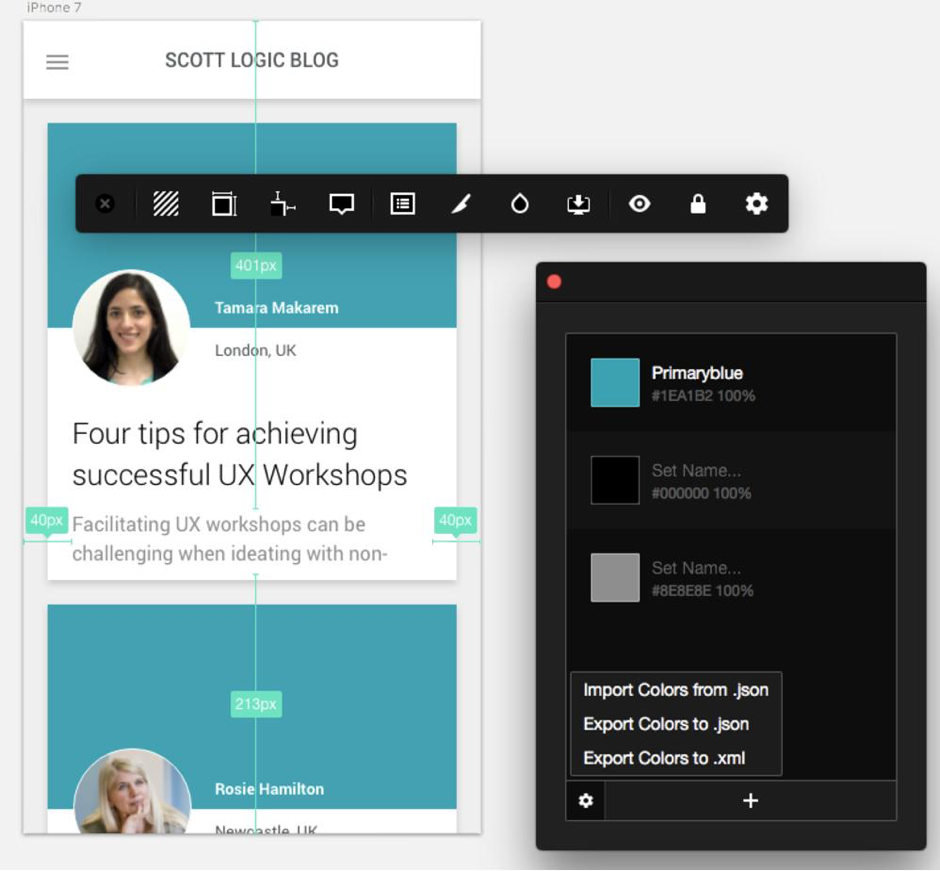 iPhone 7
SCOTT LOGIC BLOG
401px
Tamara Makarem
London, UK
Four tips for achieving
successful UX Workshops
40px
40px
Facilitating UX workshops can be
challenging when ideating with non-
213px
Rosie Hamilton
Newcastle, UK
Primaryblue
#1EA1B2 100%
Set Name...
#000000 100%
Set Name...
#8E8E8E 100%
Import Colors from .json
Export Colors to .json
Export Colors to .xml